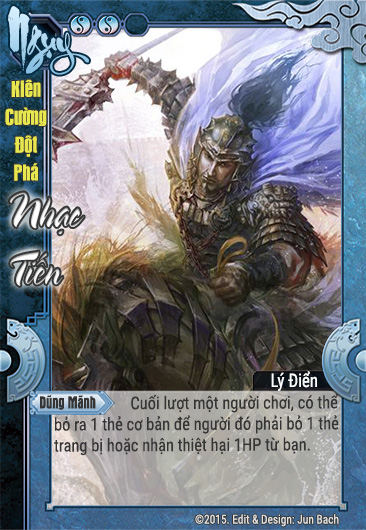 Ngụy
Kiên
Cường
Đột
Phá
Nhạc
Tiến
Lý Điển
Dũng Mãnh Cuối lượt một người chơi, có thể
bỏ ra 1 thẻ cơ bản để người đó phải bỏ 1 thẻ
trang bị hoặc nhận thiệt hại 1HP từ bạn.
©2015. Edit & Design: Jun Bach